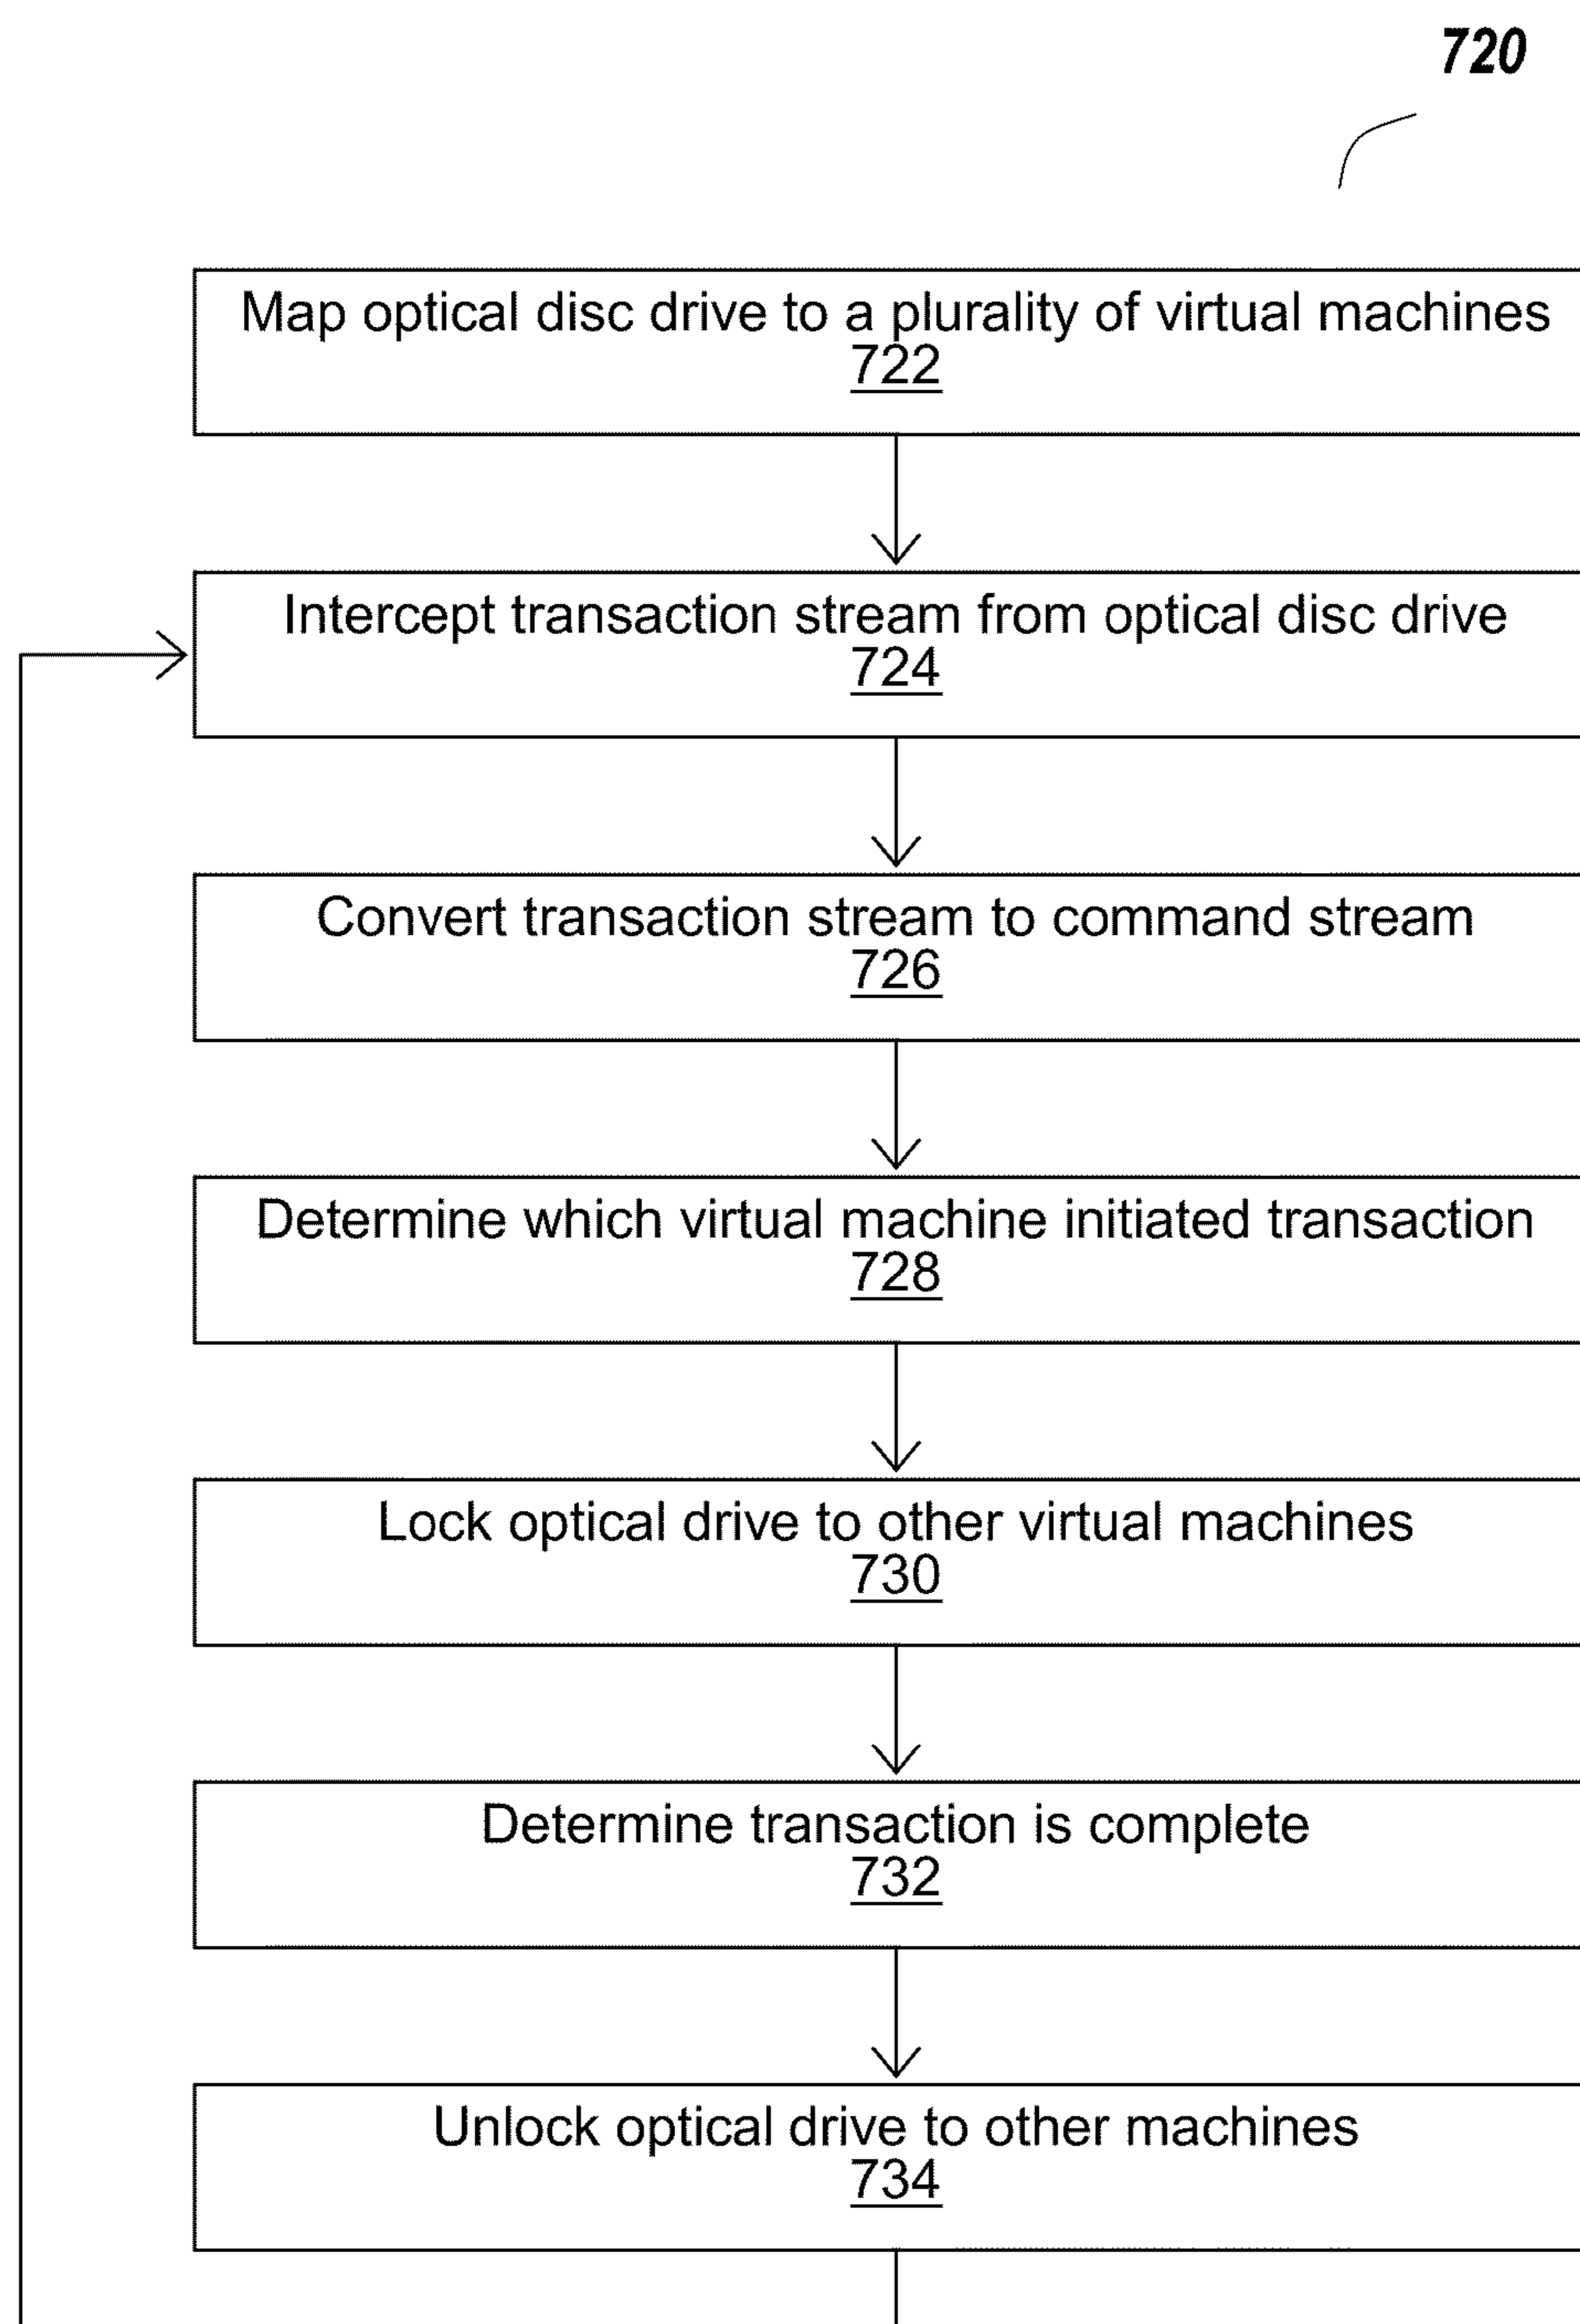 720
Map optical disc drive to a plurality of virtual machines
722
Intercept transaction stream from optical disc drive
724
Convert transaction stream to command stream
726
Determine which virtual machine initiated transaction
728
Lock optical drive to other virtual machines
730
Determine transaction is complete
732
Unlock optical drive to other machines
734